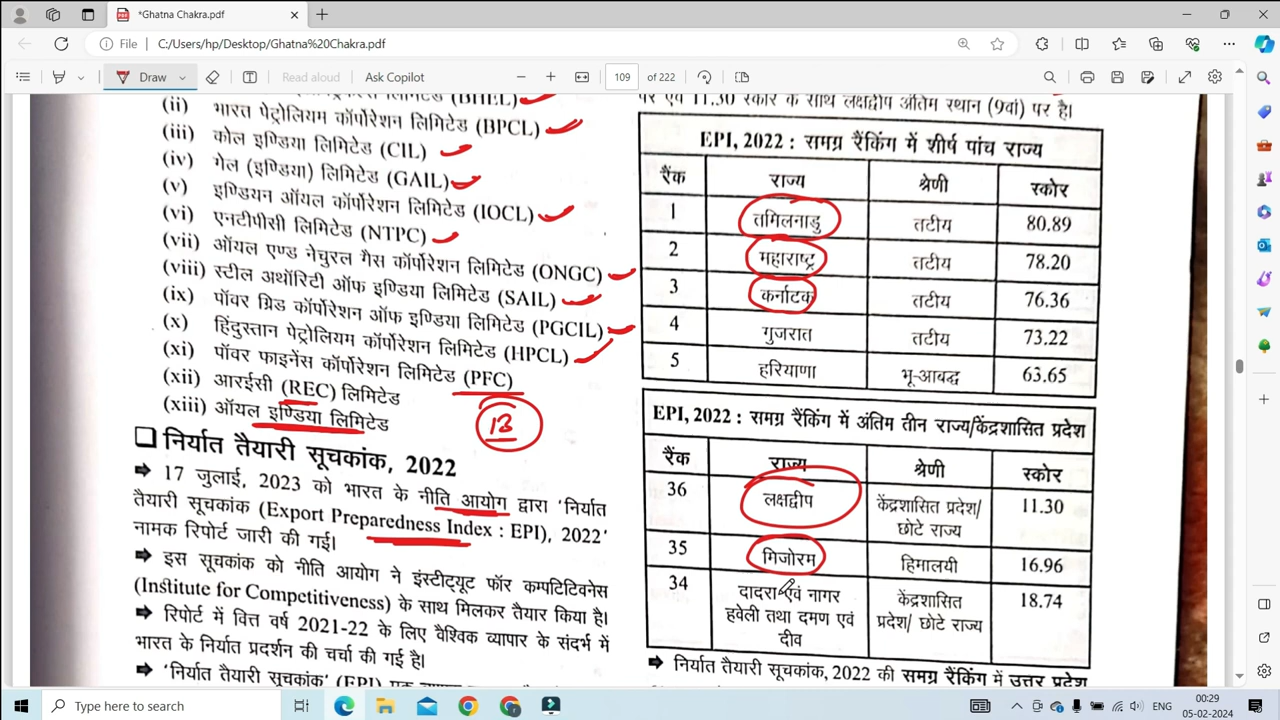 *Ghatna Chakra.pdf
File
C:/Users/hp/Desktop/Ghatna%20Chakra.pdf
Draw
Read aloud
Ask Copilot
109
of 222
लिमिटेड (BHEL)
(ii) भारत पेट्रोलियम कॉर्पोरेशन लिमिटेड (BPCL)
(iii) कोल इण्डिया लिमिटेड (CIL)
(iv) गेल (इण्डिया) लिमिटेड (GAIL)
(v) इण्डियन ऑयल कॉर्पोरेशन लिमिटेड (IOCL)
(vi) एनटीपीसी लिमिटेड (NTPC)
(vii) ऑयल एण्ड नेचुरल गैस कॉर्पोरेशन लिमिटेड (ONGC)
(viii) स्टील अथॉरिटी ऑफ इण्डिया लिमिटेड (SAIL)
(ix) पॉवर ग्रिड कॉर्पोरेशन ऑफ इण्डिया लिमिटेड (PGCIL)
(x) हिंदुस्तान पेट्रोलियम कॉर्पोरेशन लिमिटेड (HPCL)
(xi) पॉवर फाइनेंस कॉर्पोरेशन लिमिटेड (PFC)
(xii) आरईसी (REC) लिमिटेड
(xiii) ऑयल इण्डिया लिमिटेड
13
निर्यात तैयारी सूचकांक, 2022
17 जुलाई, 2023 को भारत के नीति आयोग द्वारा 'निर्यात
तैयारी सूचकांक (Export Preparedness Index : EPI), 2022'
नामक रिपोर्ट जारी की गई।
इस सूचकांक को नीति आयोग ने इंस्टीट्यूट फॉर कम्पटिटिवनेस
(Institute for Competitiveness) के साथ मिलकर तैयार किया है।
रिपोर्ट में वित्त वर्ष 2021-22 के लिए वैश्विक व्यापार के संदर्भ में
भारत के निर्यात प्रदर्शन की चर्चा की गई है।
'निर्यात तैयारी सूचकांक' (EPI)
पर एवं 11.30 स्कोर के साथ लक्षद्वीप अंतिम स्थान (9वां) पर है।
EPI, 2022 : समग्र रैंकिंग में शीर्ष पांच राज्य
रैंक राज्य श्रेणी स्कोर
1 तमिलनाडु तटीय 80.89
2 महाराष्ट्र तटीय 78.20
3 कर्नाटक तटीय 76.36
4 गुजरात तटीय 73.22
5 हरियाणा भू-आबद्ध 63.65
EPI, 2022 : समग्र रैंकिंग में अंतिम तीन राज्य/केंद्रशासित प्रदेश
रैंक राज्य श्रेणी स्कोर
36 लक्षद्वीप केंद्रशासित प्रदेश/ 11.30
छोटे राज्य
35 मिजोरम हिमालयी 16.96
34 दादरा एवं नागर केंद्रशासित 18.74
हवेली तथा दमण एवं प्रदेश/ छोटे राज्य
दीव
निर्यात तैयारी सूचकांक, 2022 की समग्र रैंकिंग में उत्तर प्रदेश
Type here to search
ENG
00:29
05-02-2024